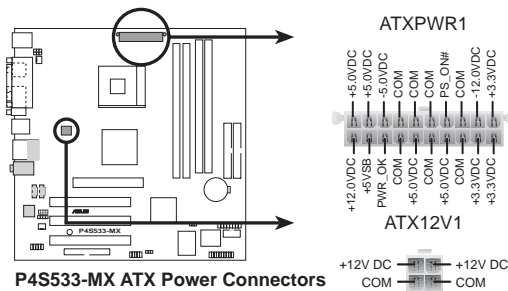 ATXPWR1
+5.0VDC
+5.0VDC
-5.0VDC
COM
COM
COM
PS_ON#
COM
-12.0VDC
+3.3VDC
+12.0VDC
+5VSB
PWR_OK
COM
+5.0VDC
COM
+5.0VDC
COM
+3.3VDC
+3.3VDC
ATX12V1
+12V DC
+12V DC
COM
COM
ASUS
P4S533-MX
P4S533-MX ATX Power Connectors